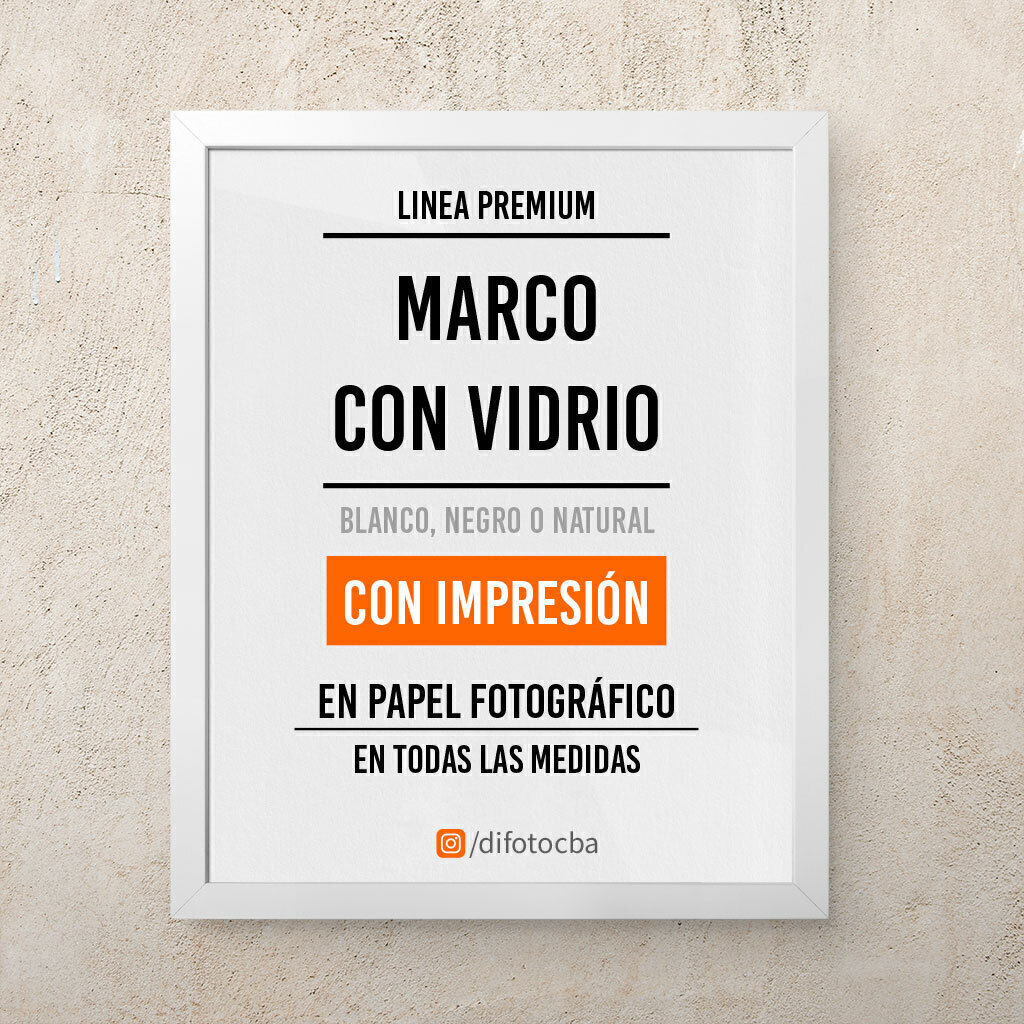 LINEA PREMIUM
MARCO
CON VIDRIO
BLANCO, NEGRO O NATURAL
CON IMPRESIÓN
EN PAPEL FOTOGRÁFICO
EN TODAS LAS MEDIDAS
/difotocba